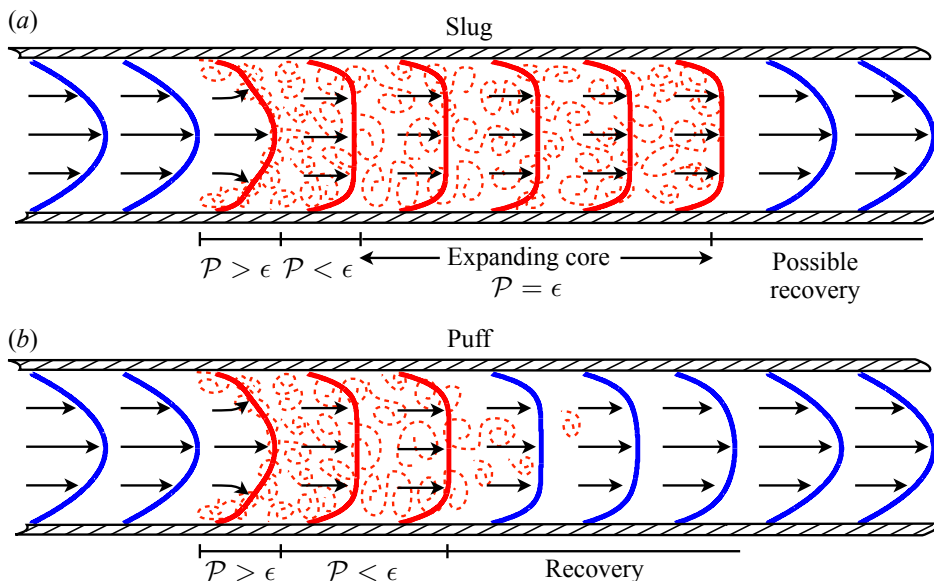 (a)
Slug
𝒫 > ϵ
𝒫 < ϵ
Expanding core
𝒫 = ϵ
Possible
recovery
(b)
Puff
𝒫 > ϵ
𝒫 < ϵ
Recovery